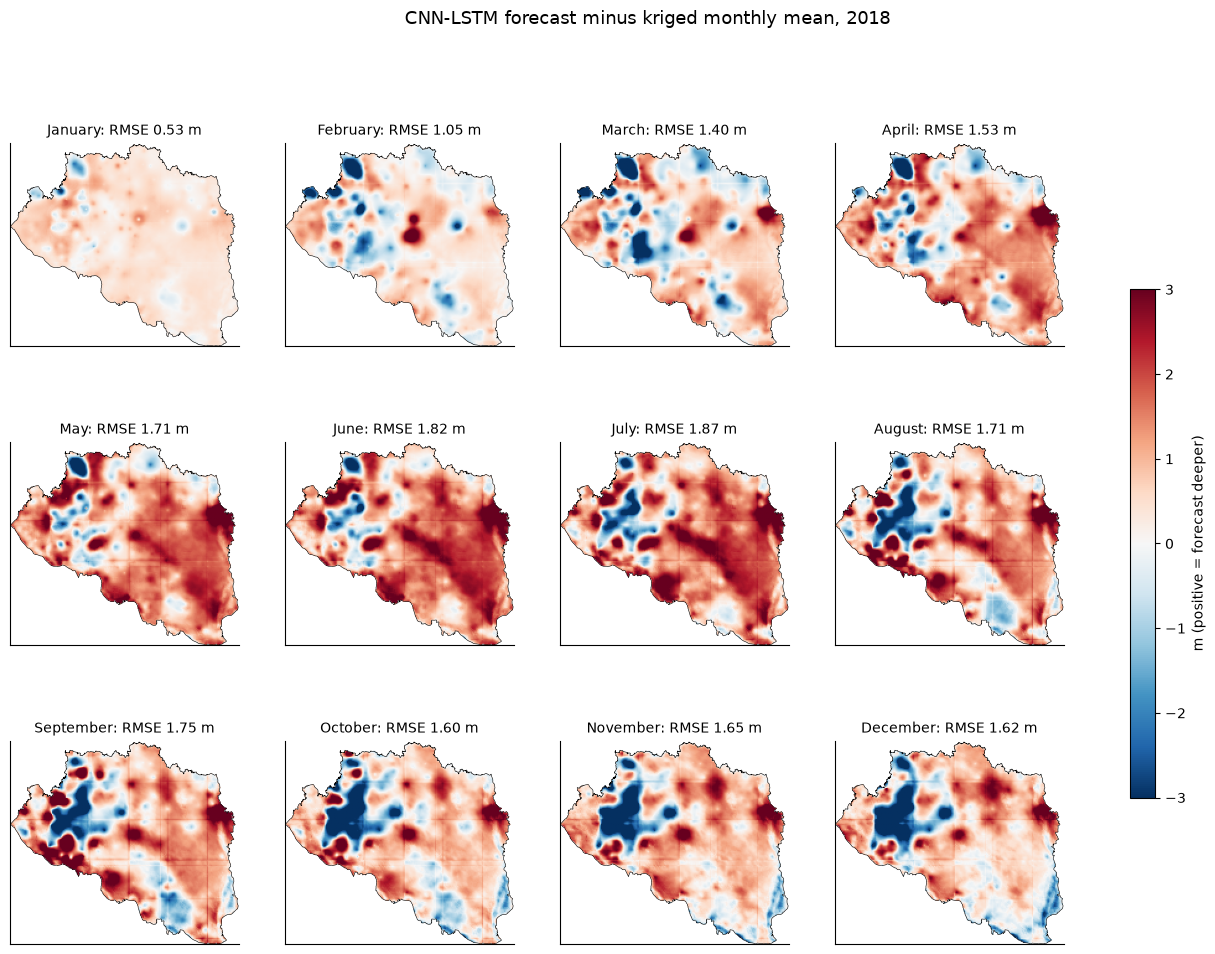 CNN-LSTM forecast minus kriged monthly mean, 2018
January: RMSE 0.53 m
February: RMSE 1.05 m
March: RMSE 1.40 m
April: RMSE 1.53 m
May: RMSE 1.71 m
June: RMSE 1.82 m
July: RMSE 1.87 m
August: RMSE 1.71 m
September: RMSE 1.75 m
October: RMSE 1.60 m
November: RMSE 1.65 m
December: RMSE 1.62 m
3
2
1
0
−1
−2
−3
m (positive = forecast deeper)